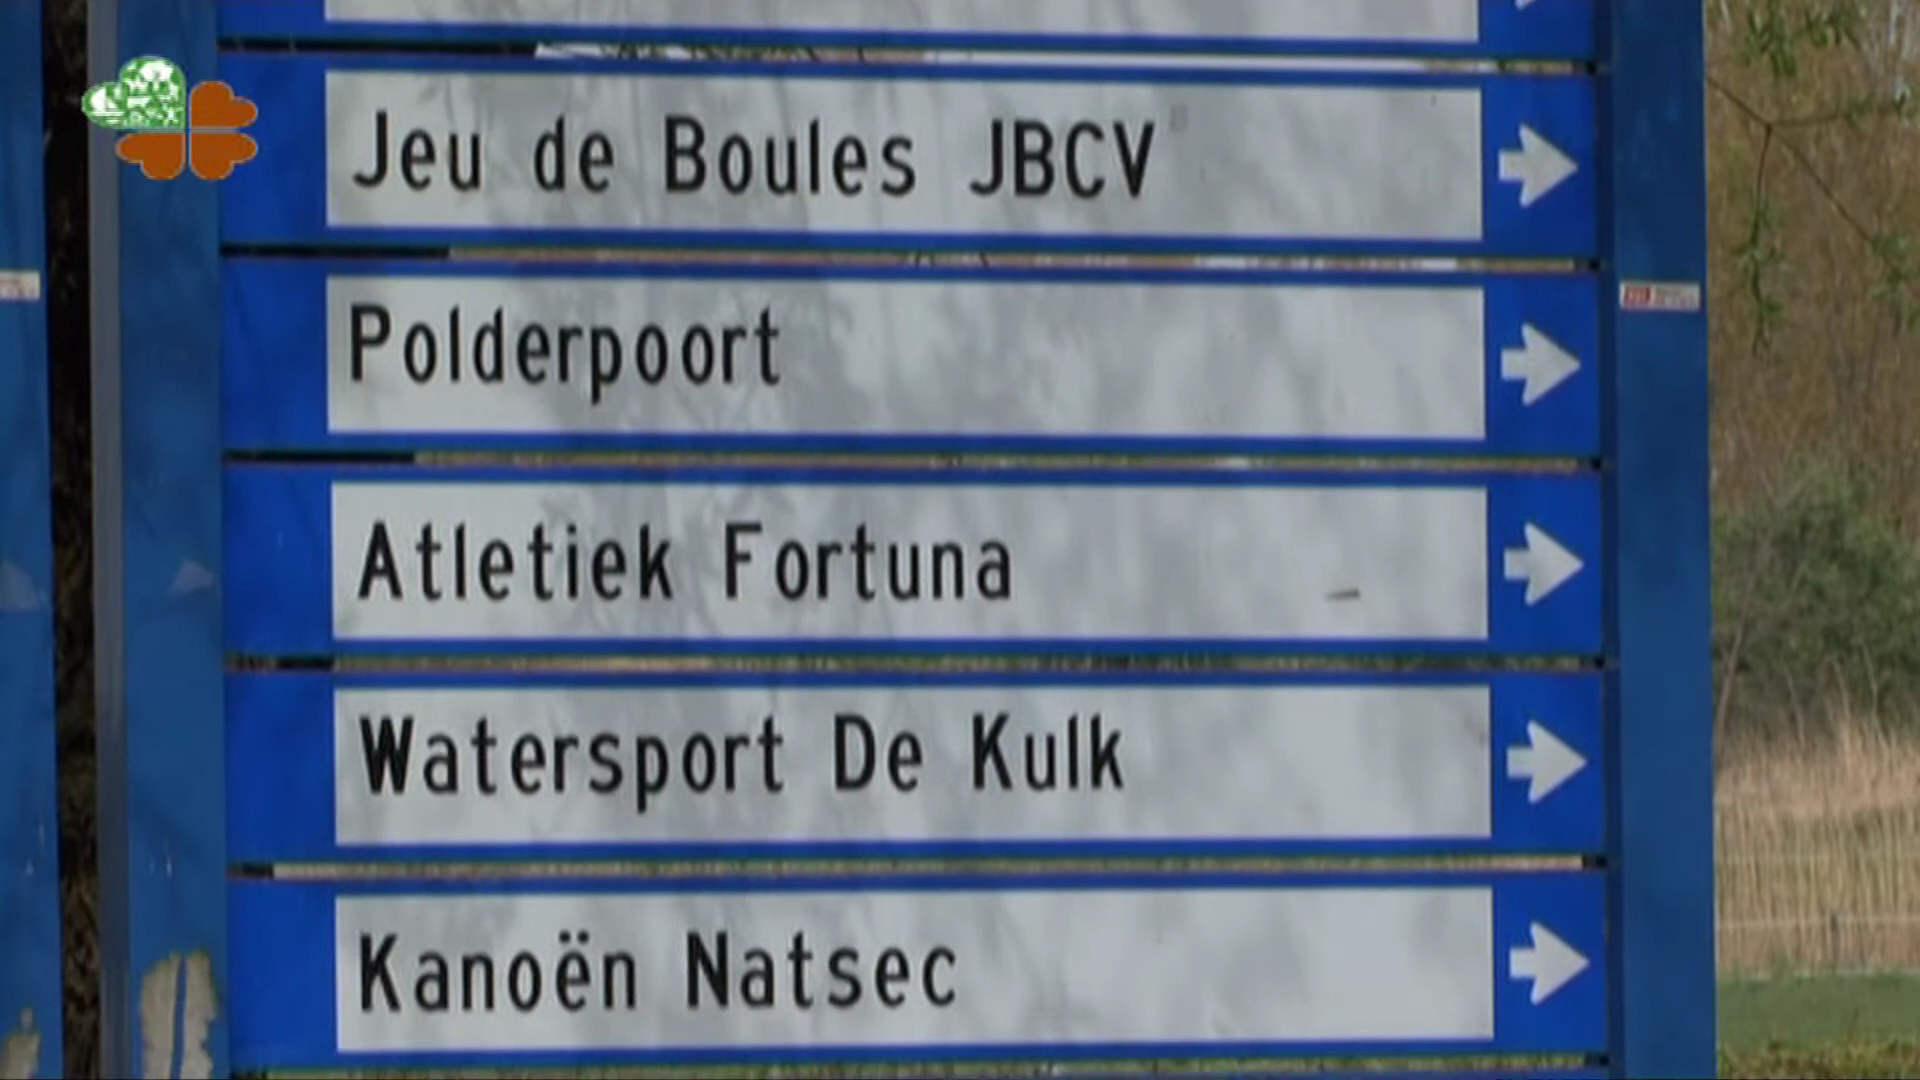 Jeu de Boules JBCV
Polderpoort
Atletiek Fortuna
Watersport De Kulk
Kanoën Natsec